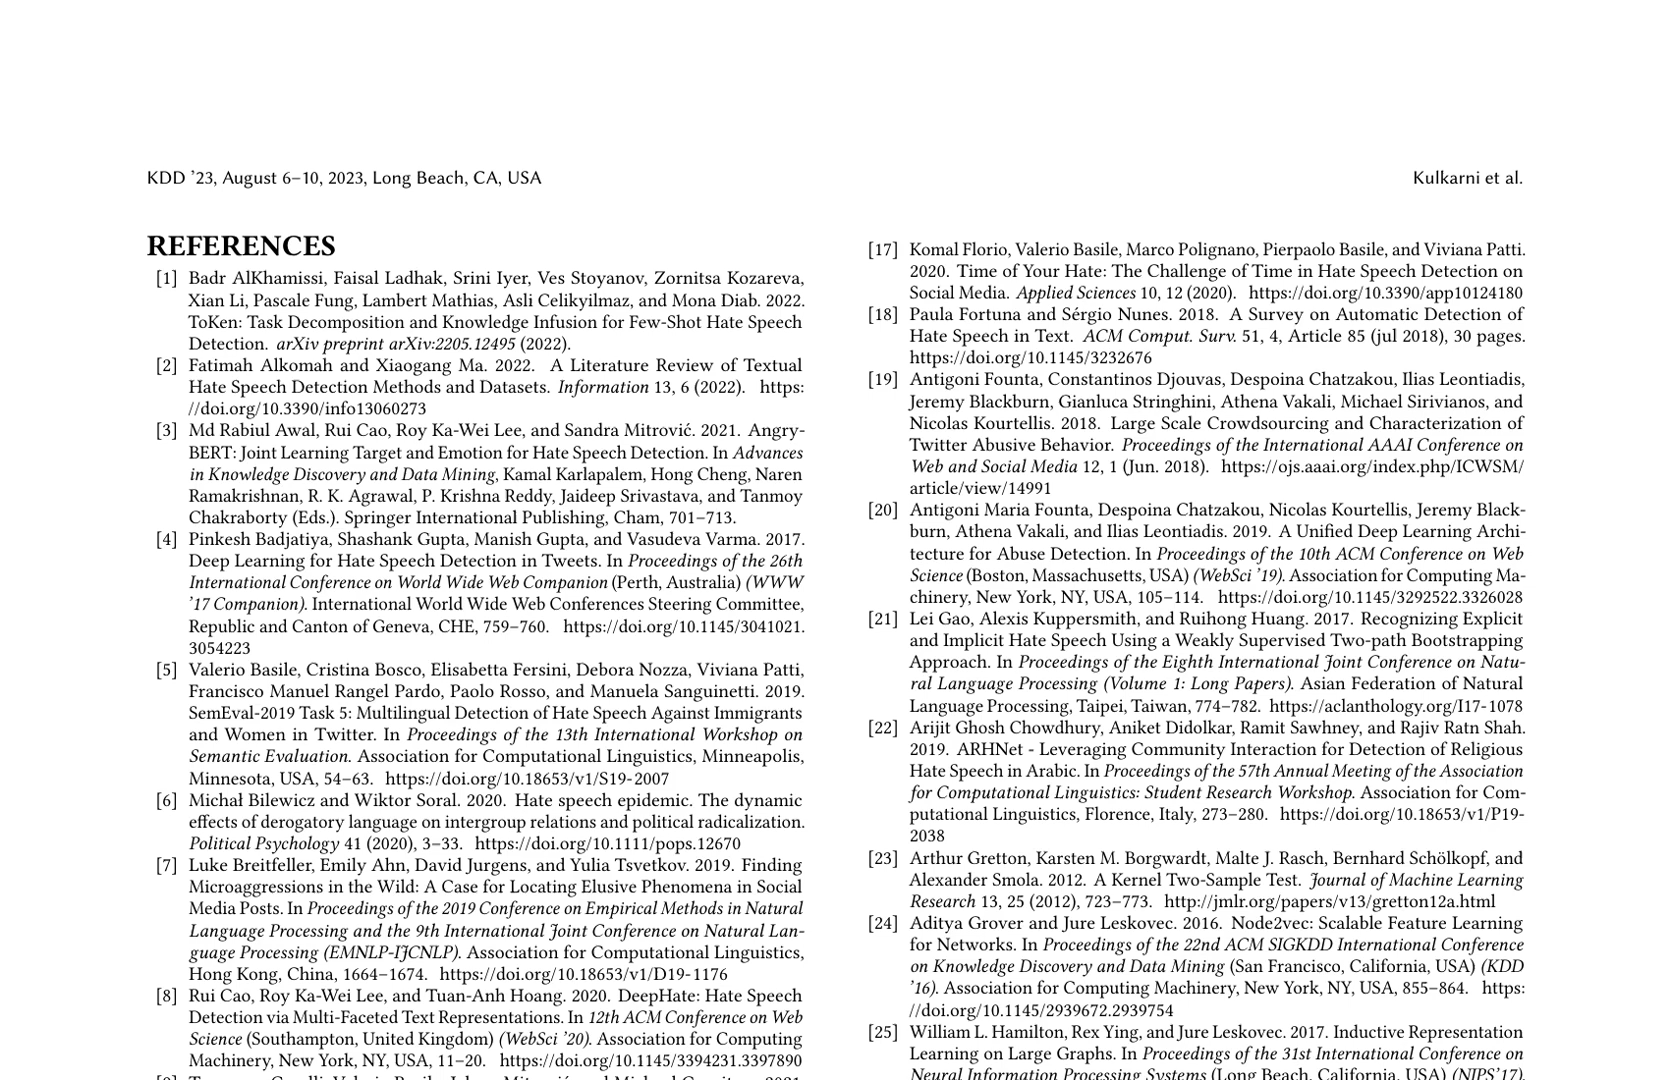 KDD ’23, August 6–10, 2023, Long Beach, CA, USA
Kulkarni et al.
REFERENCES
[1] Badr AlKhamissi, Faisal Ladhak, Srini Iyer, Ves Stoyanov, Zornitsa Kozareva,
Xian Li, Pascale Fung, Lambert Mathias, Asli Celikyilmaz, and Mona Diab. 2022.
ToKen: Task Decomposition and Knowledge Infusion for Few-Shot Hate Speech
Detection. arXiv preprint arXiv:2205.12495 (2022).
[2] Fatimah Alkomah and Xiaogang Ma. 2022. A Literature Review of Textual
Hate Speech Detection Methods and Datasets. Information 13, 6 (2022). https:
//doi.org/10.3390/info13060273
[3] Md Rabiul Awal, Rui Cao, Roy Ka-Wei Lee, and Sandra Mitrović. 2021. Angry-
BERT: Joint Learning Target and Emotion for Hate Speech Detection. In Advances
in Knowledge Discovery and Data Mining, Kamal Karlapalem, Hong Cheng, Naren
Ramakrishnan, R. K. Agrawal, P. Krishna Reddy, Jaideep Srivastava, and Tanmoy
Chakraborty (Eds.). Springer International Publishing, Cham, 701–713.
[4] Pinkesh Badjatiya, Shashank Gupta, Manish Gupta, and Vasudeva Varma. 2017.
Deep Learning for Hate Speech Detection in Tweets. In Proceedings of the 26th
International Conference on World Wide Web Companion (Perth, Australia) (WWW
’17 Companion). International World Wide Web Conferences Steering Committee,
Republic and Canton of Geneva, CHE, 759–760. https://doi.org/10.1145/3041021.
3054223
[5] Valerio Basile, Cristina Bosco, Elisabetta Fersini, Debora Nozza, Viviana Patti,
Francisco Manuel Rangel Pardo, Paolo Rosso, and Manuela Sanguinetti. 2019.
SemEval-2019 Task 5: Multilingual Detection of Hate Speech Against Immigrants
and Women in Twitter. In Proceedings of the 13th International Workshop on
Semantic Evaluation. Association for Computational Linguistics, Minneapolis,
Minnesota, USA, 54–63. https://doi.org/10.18653/v1/S19-2007
[6] Michał Bilewicz and Wiktor Soral. 2020. Hate speech epidemic. The dynamic
effects of derogatory language on intergroup relations and political radicalization.
Political Psychology 41 (2020), 3–33. https://doi.org/10.1111/pops.12670
[7] Luke Breitfeller, Emily Ahn, David Jurgens, and Yulia Tsvetkov. 2019. Finding
Microaggressions in the Wild: A Case for Locating Elusive Phenomena in Social
Media Posts. In Proceedings of the 2019 Conference on Empirical Methods in Natural
Language Processing and the 9th International Joint Conference on Natural Lan-
guage Processing (EMNLP-IJCNLP). Association for Computational Linguistics,
Hong Kong, China, 1664–1674. https://doi.org/10.18653/v1/D19-1176
[8] Rui Cao, Roy Ka-Wei Lee, and Tuan-Anh Hoang. 2020. DeepHate: Hate Speech
Detection via Multi-Faceted Text Representations. In 12th ACM Conference on Web
Science (Southampton, United Kingdom) (WebSci ’20). Association for Computing
Machinery, New York, NY, USA, 11–20. https://doi.org/10.1145/3394231.3397890
[17] Komal Florio, Valerio Basile, Marco Polignano, Pierpaolo Basile, and Viviana Patti.
2020. Time of Your Hate: The Challenge of Time in Hate Speech Detection on
Social Media. Applied Sciences 10, 12 (2020). https://doi.org/10.3390/app10124180
[18] Paula Fortuna and Sérgio Nunes. 2018. A Survey on Automatic Detection of
Hate Speech in Text. ACM Comput. Surv. 51, 4, Article 85 (jul 2018), 30 pages.
https://doi.org/10.1145/3232676
[19] Antigoni Founta, Constantinos Djouvas, Despoina Chatzakou, Ilias Leontiadis,
Jeremy Blackburn, Gianluca Stringhini, Athena Vakali, Michael Sirivianos, and
Nicolas Kourtellis. 2018. Large Scale Crowdsourcing and Characterization of
Twitter Abusive Behavior. Proceedings of the International AAAI Conference on
Web and Social Media 12, 1 (Jun. 2018). https://ojs.aaai.org/index.php/ICWSM/
article/view/14991
[20] Antigoni Maria Founta, Despoina Chatzakou, Nicolas Kourtellis, Jeremy Black-
burn, Athena Vakali, and Ilias Leontiadis. 2019. A Unified Deep Learning Archi-
tecture for Abuse Detection. In Proceedings of the 10th ACM Conference on Web
Science (Boston, Massachusetts, USA) (WebSci ’19). Association for Computing Ma-
chinery, New York, NY, USA, 105–114. https://doi.org/10.1145/3292522.3326028
[21] Lei Gao, Alexis Kuppersmith, and Ruihong Huang. 2017. Recognizing Explicit
and Implicit Hate Speech Using a Weakly Supervised Two-path Bootstrapping
Approach. In Proceedings of the Eighth International Joint Conference on Natu-
ral Language Processing (Volume 1: Long Papers). Asian Federation of Natural
Language Processing, Taipei, Taiwan, 774–782. https://aclanthology.org/I17-1078
[22] Arijit Ghosh Chowdhury, Aniket Didolkar, Ramit Sawhney, and Rajiv Ratn Shah.
2019. ARHNet - Leveraging Community Interaction for Detection of Religious
Hate Speech in Arabic. In Proceedings of the 57th Annual Meeting of the Association
for Computational Linguistics: Student Research Workshop. Association for Com-
putational Linguistics, Florence, Italy, 273–280. https://doi.org/10.18653/v1/P19-
2038
[23] Arthur Gretton, Karsten M. Borgwardt, Malte J. Rasch, Bernhard Schölkopf, and
Alexander Smola. 2012. A Kernel Two-Sample Test. Journal of Machine Learning
Research 13, 25 (2012), 723–773. http://jmlr.org/papers/v13/gretton12a.html
[24] Aditya Grover and Jure Leskovec. 2016. Node2vec: Scalable Feature Learning
for Networks. In Proceedings of the 22nd ACM SIGKDD International Conference
on Knowledge Discovery and Data Mining (San Francisco, California, USA) (KDD
’16). Association for Computing Machinery, New York, NY, USA, 855–864. https:
//doi.org/10.1145/2939672.2939754
[25] William L. Hamilton, Rex Ying, and Jure Leskovec. 2017. Inductive Representation
Learning on Large Graphs. In Proceedings of the 31st International Conference on
Neural Information Processing Systems (Long Beach, California, USA) (NIPS’17).